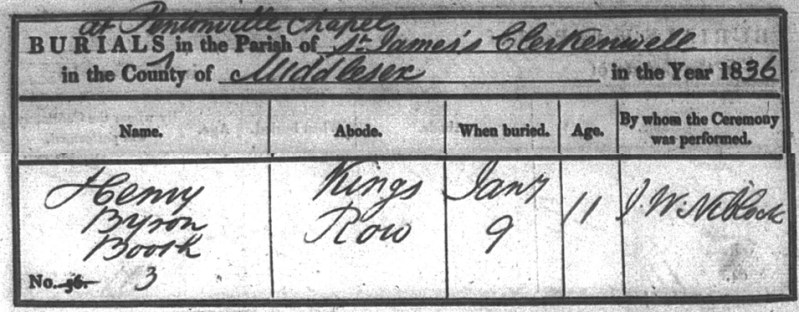 at Pentonville Chapel
BURIALS in the Parish of St. James's Clerkenwell
in the County of Middlesex in the Year 1836
Name. Abode. When buried. Age. By whom the Ceremony was performed.
Henry Byron Booth Kings Row Jany 9 11 J. W. Niblock
No. 36. 3